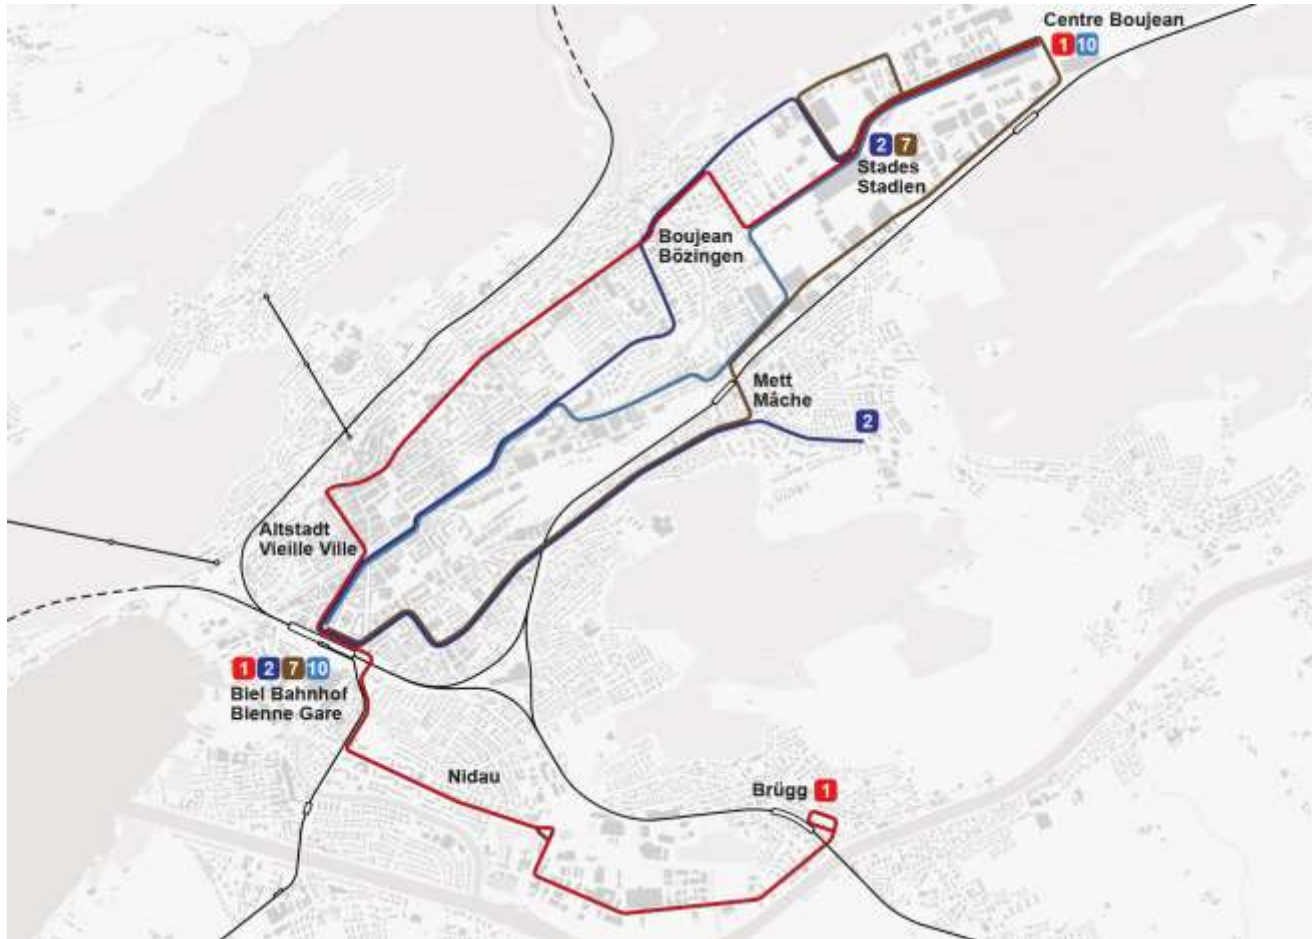 Centre Boujean
1 10
2 7
Stades
Stadien
Boujean
Bözingen
Mett
Mâche
2
Altstadt
Vieille Ville
1 2 7 10
Biel Bahnhof
Bienne Gare
Nidau
Brügg 1